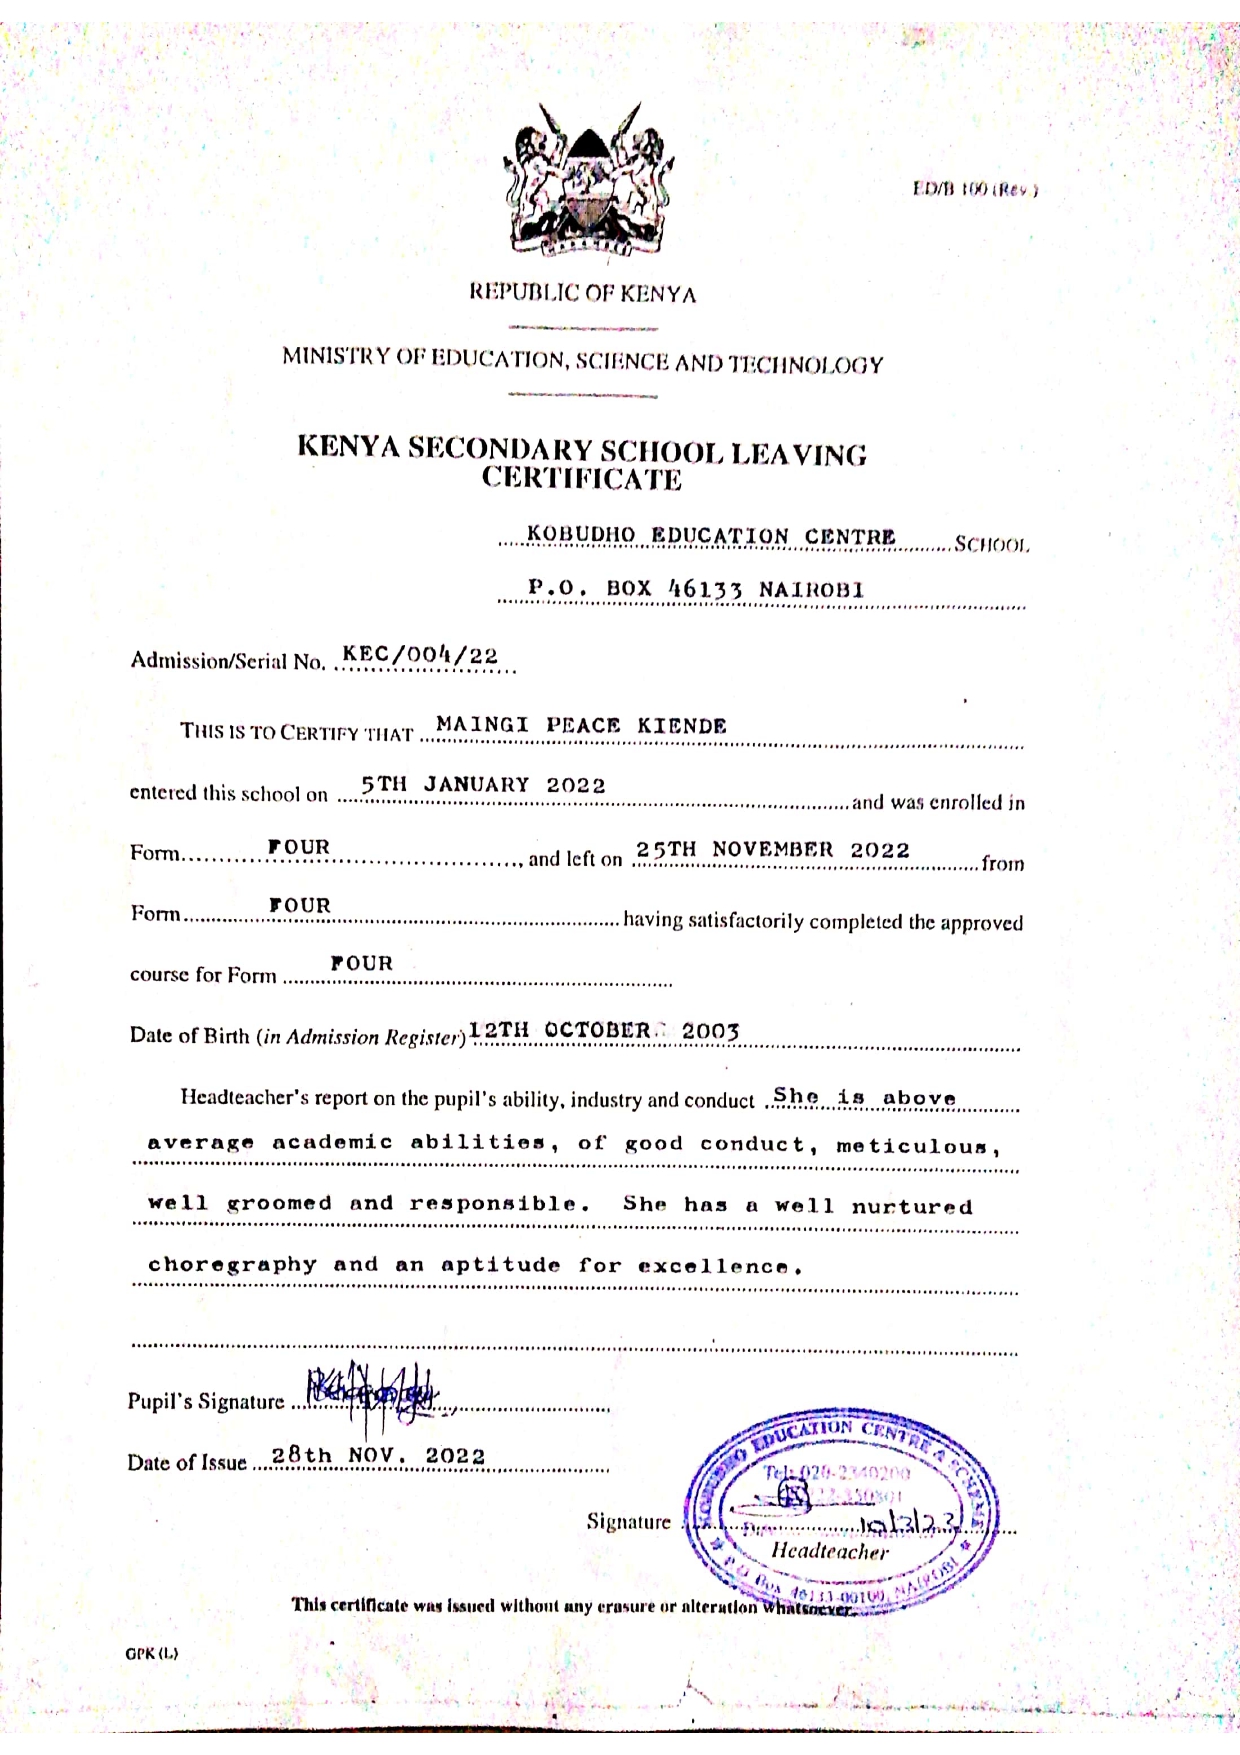 ED/B 100 (Rev.)
REPUBLIC OF KENYA
MINISTRY OF EDUCATION, SCIENCE AND TECHNOLOGY
KENYA SECONDARY SCHOOL LEAVING
CERTIFICATE
KOBUDHO EDUCATION CENTRE SCHOOL
P.O. BOX 46133 NAIROBI
Admission/Serial No. KEC/004/22
THIS IS TO CERTIFY THAT MAINGI PEACE KIENDE
entered this school on 5TH JANUARY 2022 and was enrolled in
Form FOUR, and left on 25TH NOVEMBER 2022 from
Form FOUR having satisfactorily completed the approved
course for Form FOUR
Date of Birth (in Admission Register) 12TH OCTOBER 2003
Headteacher's report on the pupil's ability, industry and conduct She is above
average academic abilities, of good conduct, meticulous,
well groomed and responsible. She has a well nurtured
choregraphy and an aptitude for excellence.
Pupil's Signature
Date of Issue 28th NOV. 2022
KOBUDHO EDUCATION CENTRE & SCHEME
Tel: 020-2340200
Signature 10/3/23
Headteacher
P.O Box 46133-00100, NAIROBI
This certificate was issued without any erasure or alteration whatsoever.
GPK (L)